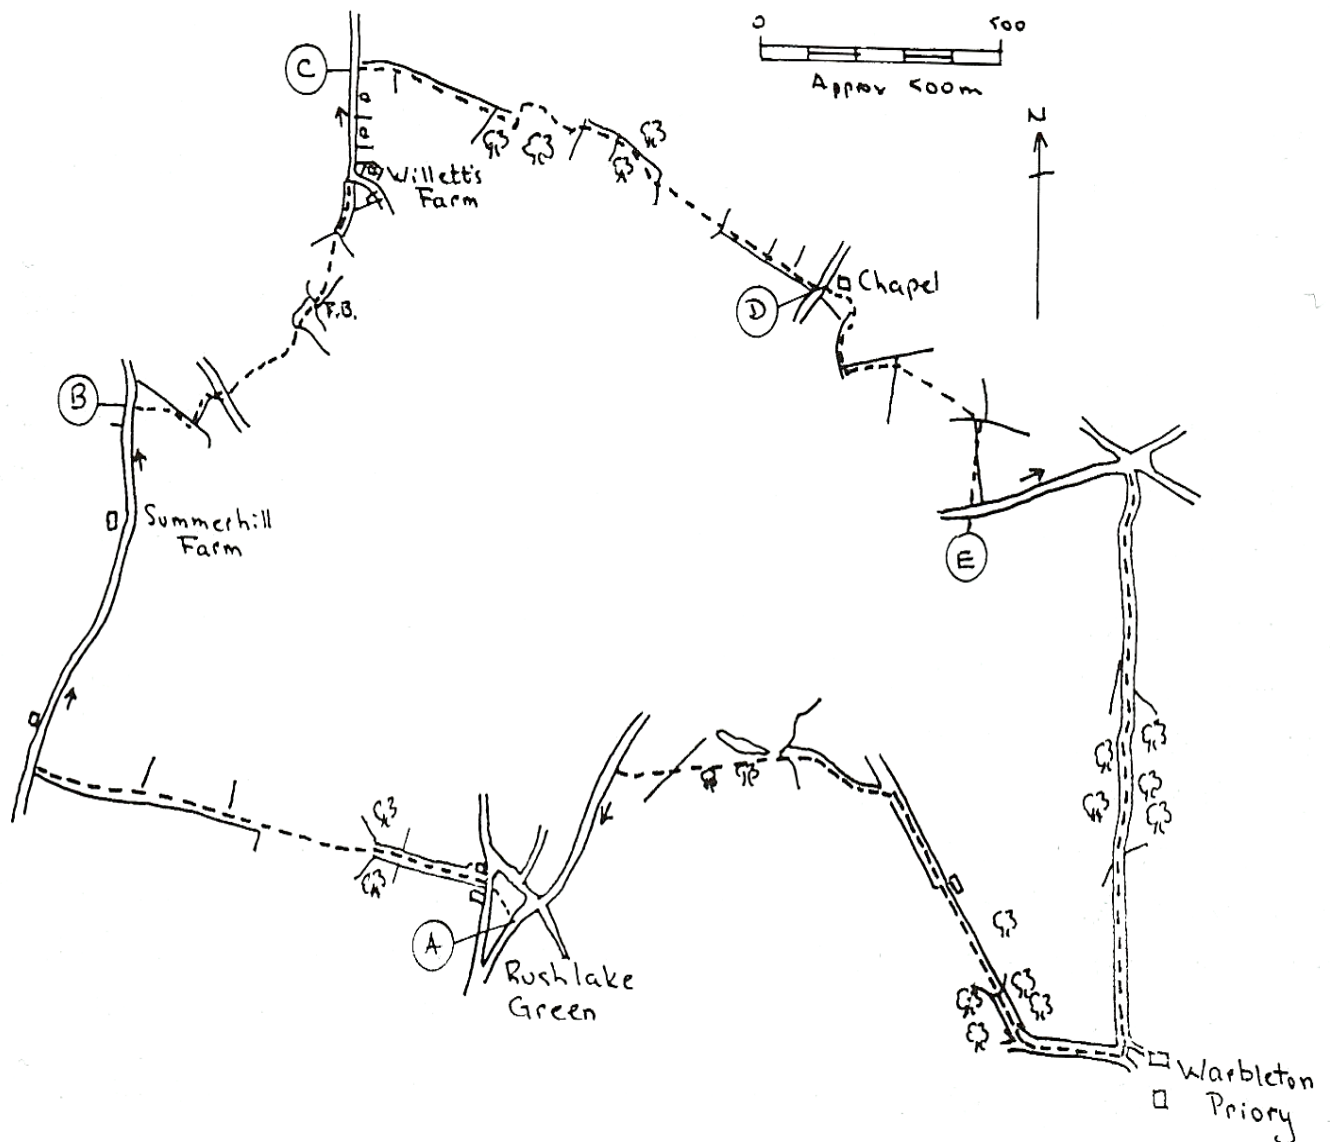 0 500
Approx 500m
N
C
Willett's
Farm
F.B.
Chapel
D
B
Summerhill
Farm
E
A
Rushlake
Green
Warbleton
Priory